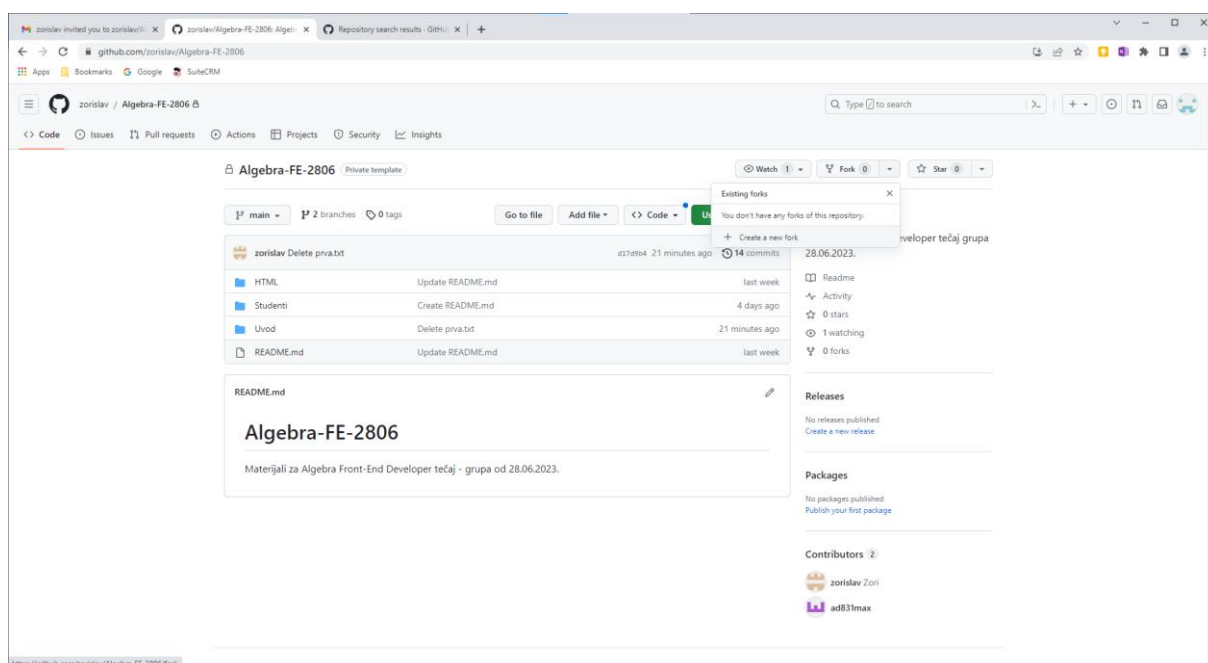 zorislav invited you to zorislav/A
zorislav/Algebra-FE-2806: Algeb
Repository search results · GitHu
github.com/zorislav/Algebra-FE-2806
Apps Bookmarks Google SuiteCRM
zorislav / Algebra-FE-2806
Type / to search
Code Issues Pull requests Actions Projects Security Insights
Algebra-FE-2806 Private template
Watch 1 Fork 0 Star 0
Existing forks
You don't have any forks of this repository.
+ Create a new fork
main 2 branches 0 tags Go to file Add file Code
eveloper tečaj grupa
28.06.2023.
zorislav Delete prva.txt d17d9b4 21 minutes ago 14 commits
HTML Update README.md last week
Studenti Create README.md 4 days ago
Uvod Delete prva.txt 21 minutes ago
README.md Update README.md last week
Readme
Activity
0 stars
1 watching
0 forks
README.md
Algebra-FE-2806
Materijali za Algebra Front-End Developer tečaj - grupa od 28.06.2023.
Releases
No releases published
Create a new release
Packages
No packages published
Publish your first package
Contributors 2
zorislav Zori
ad831max